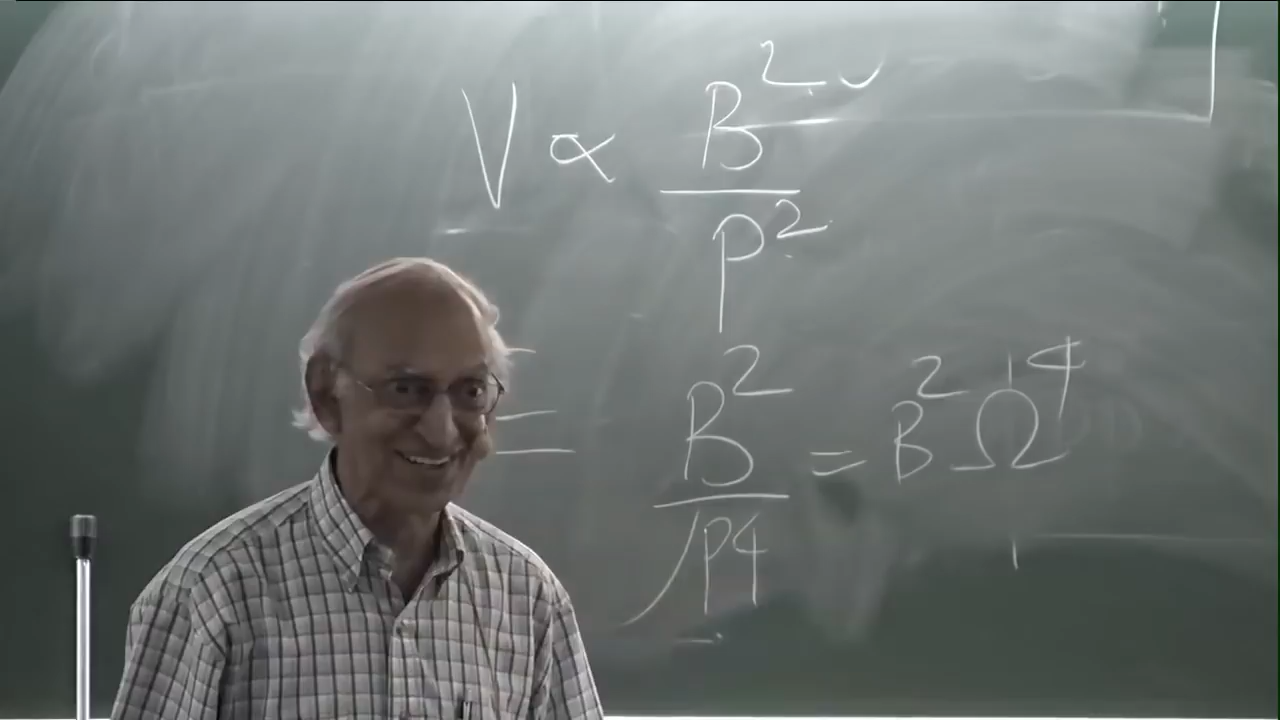 V ∝ B²/P²
= B²/P⁴ = B²Ω⁴